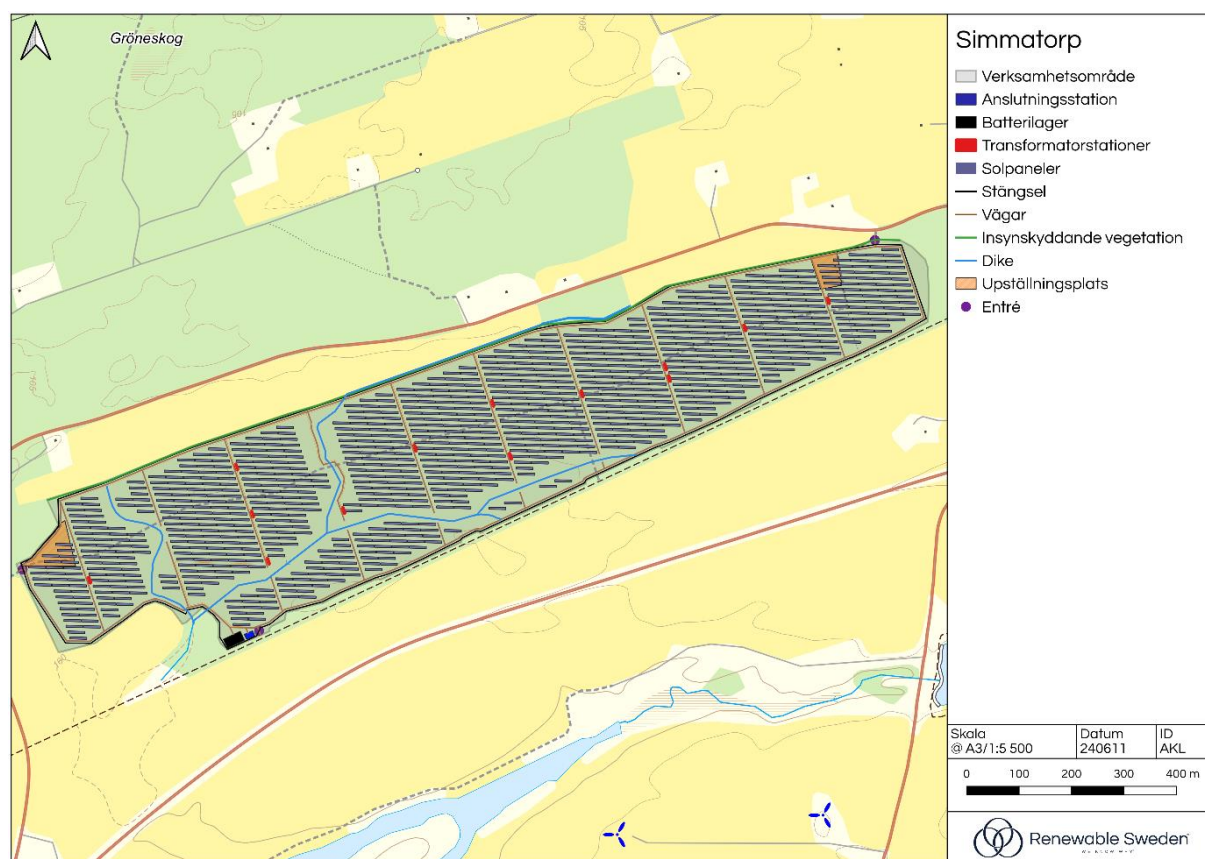 Gröneskog
Simmatorp
Verksamhetsområde
Anslutningsstation
Batterilager
Transformatorstationer
Solpaneler
Stängsel
Vägar
Insynskyddande vegetation
Dike
Upställningsplats
Entré
Skala
@ A3/1:5 500
Datum
240611
ID
AKL
0 100 200 300 400 m
Renewable Sweden